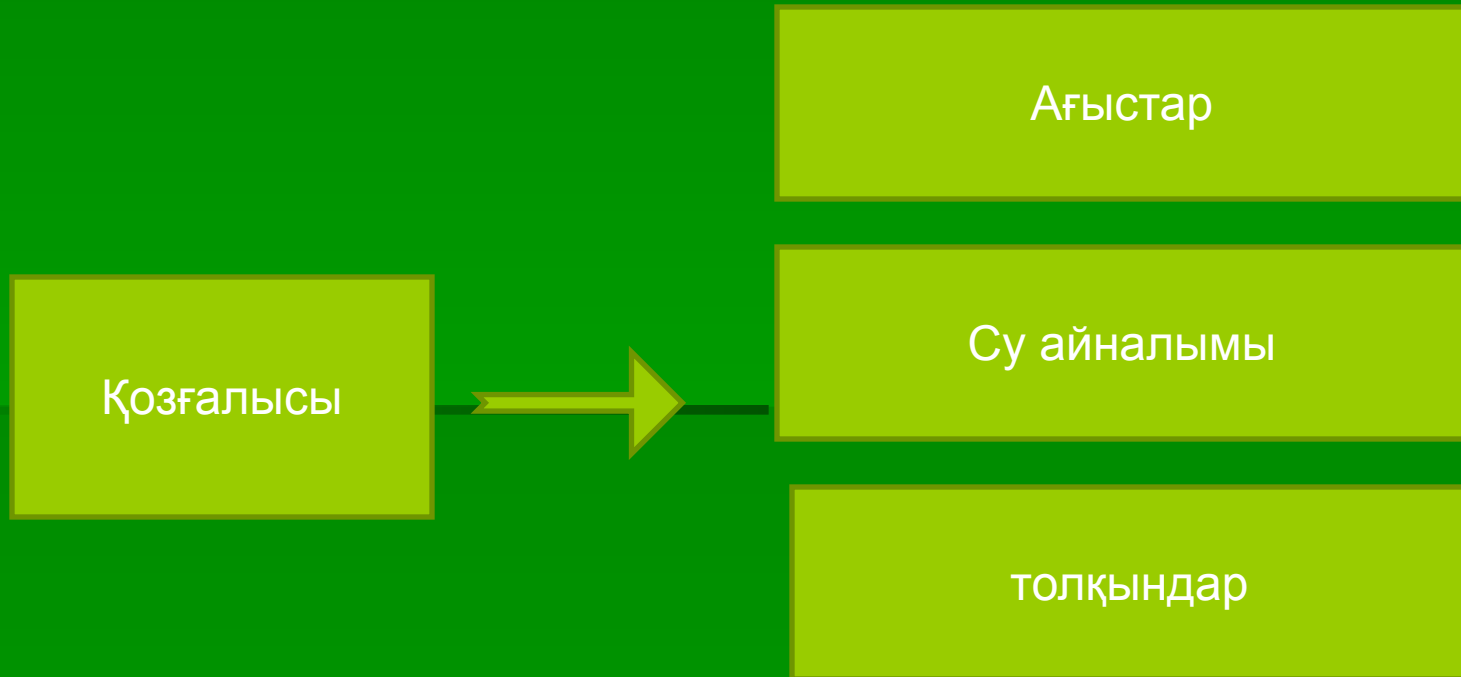 Ағыстар
Су айналымы
Қозғалысы
толқындар